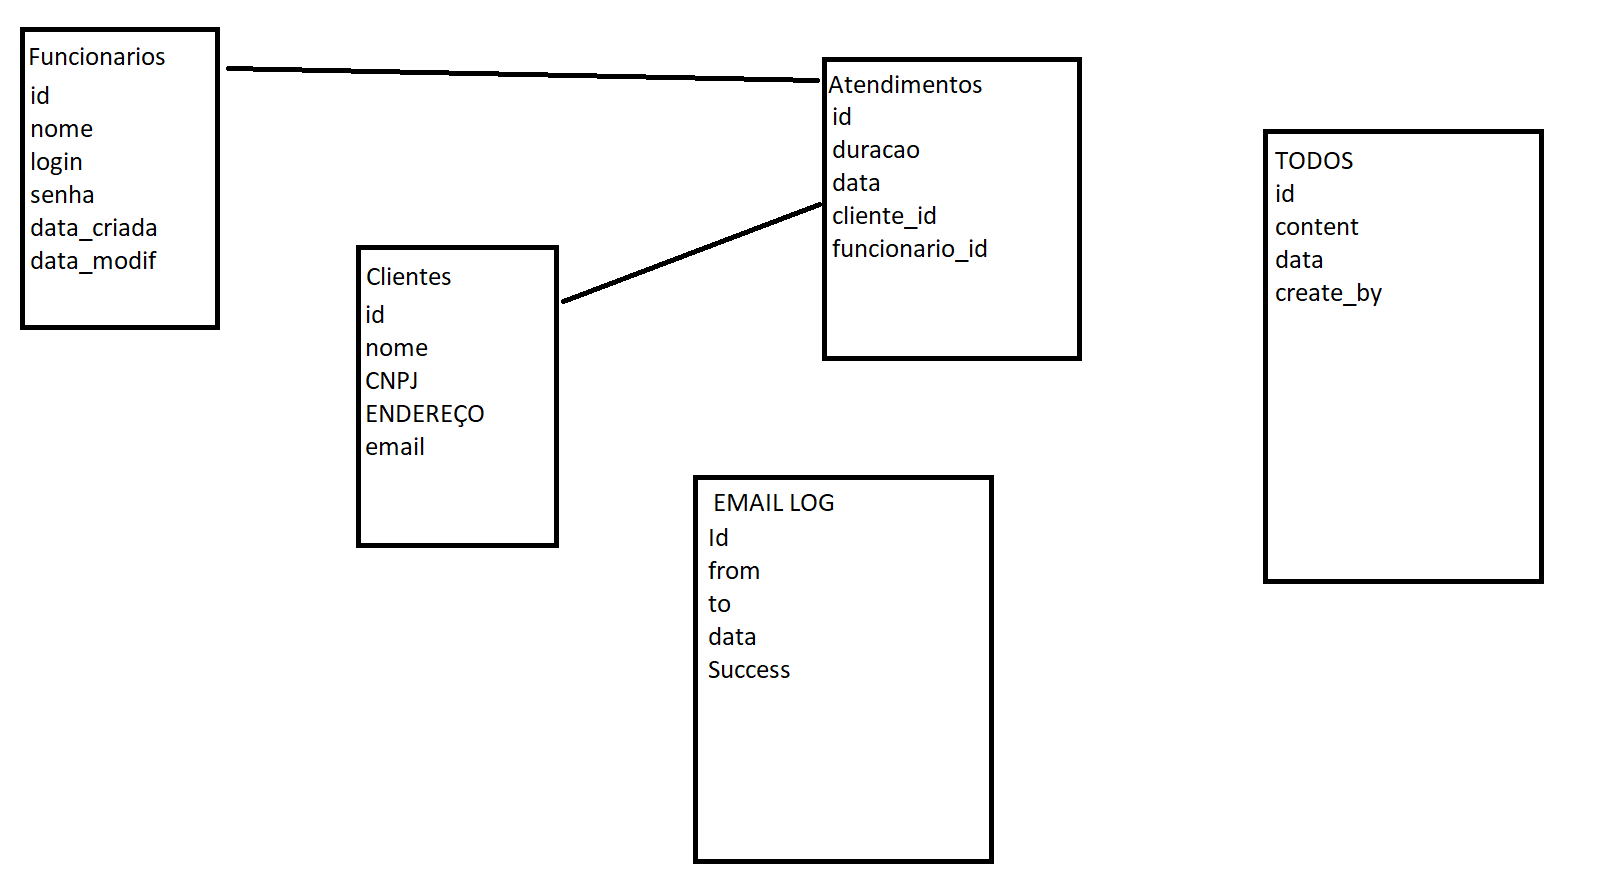 Funcionarios
id
nome
login
senha
data_criada
data_modif
Clientes
id
nome
CNPJ
ENDEREÇO
email
Atendimentos
id
duracao
data
cliente_id
funcionario_id
EMAIL LOG
Id
from
to
data
Success
TODOS
id
content
data
create_by